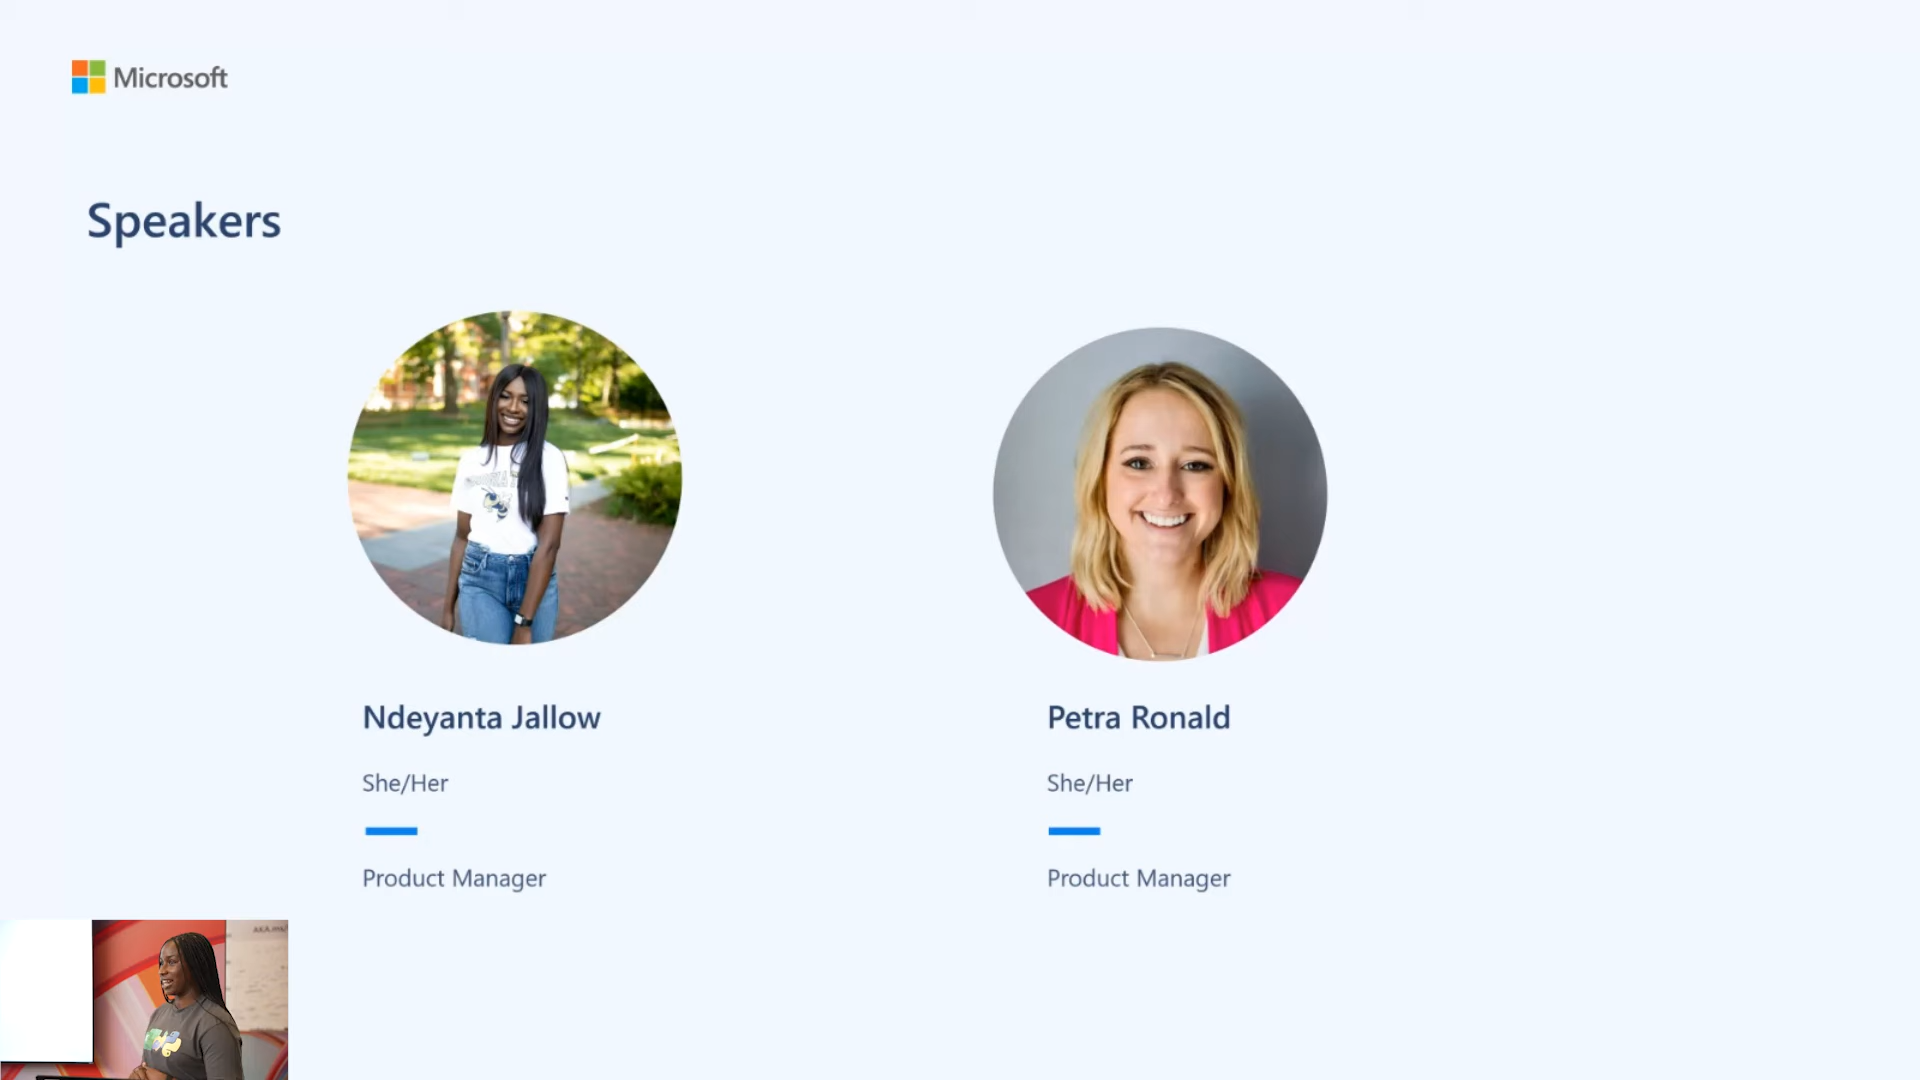 Microsoft
Speakers
Ndeyanta Jallow
She/Her
Product Manager
Petra Ronald
She/Her
Product Manager